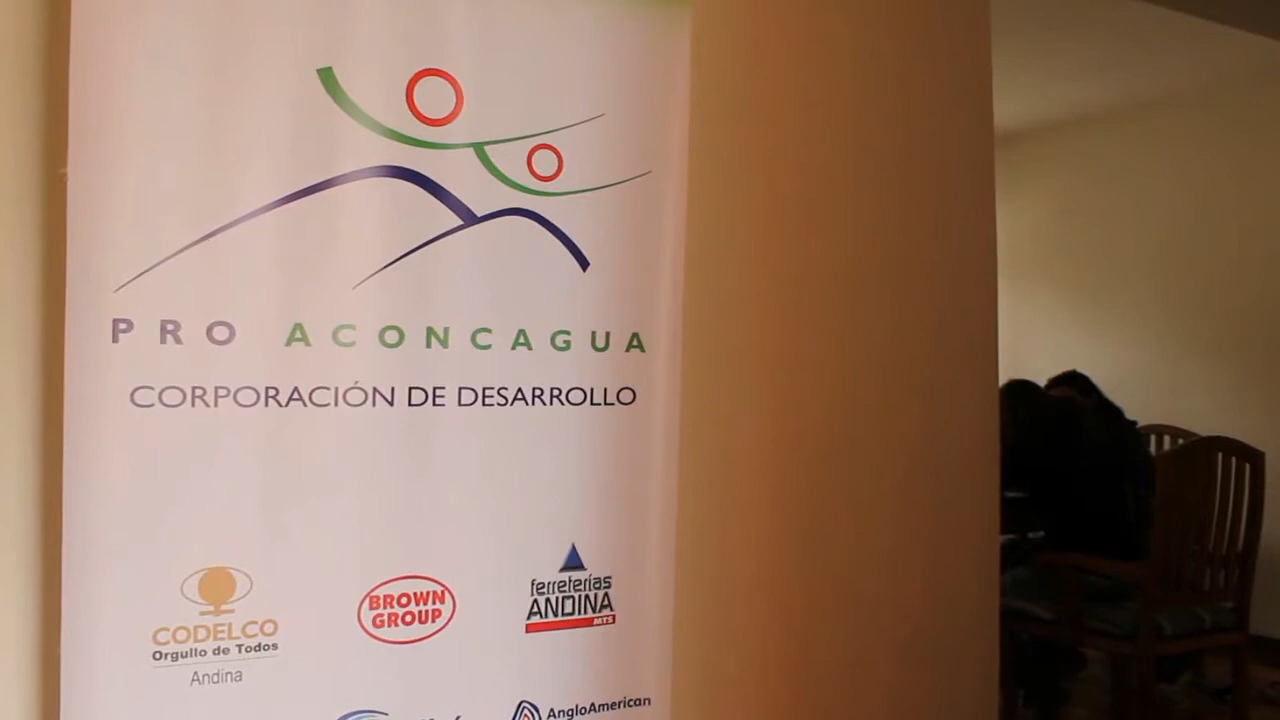 PRO ACONCAGUA
CORPORACIÓN DE DESARROLLO
CODELCO
Orgullo de Todos
Andina
BROWN
GROUP
ferreterías
ANDINA
MTS
AngloAmerican